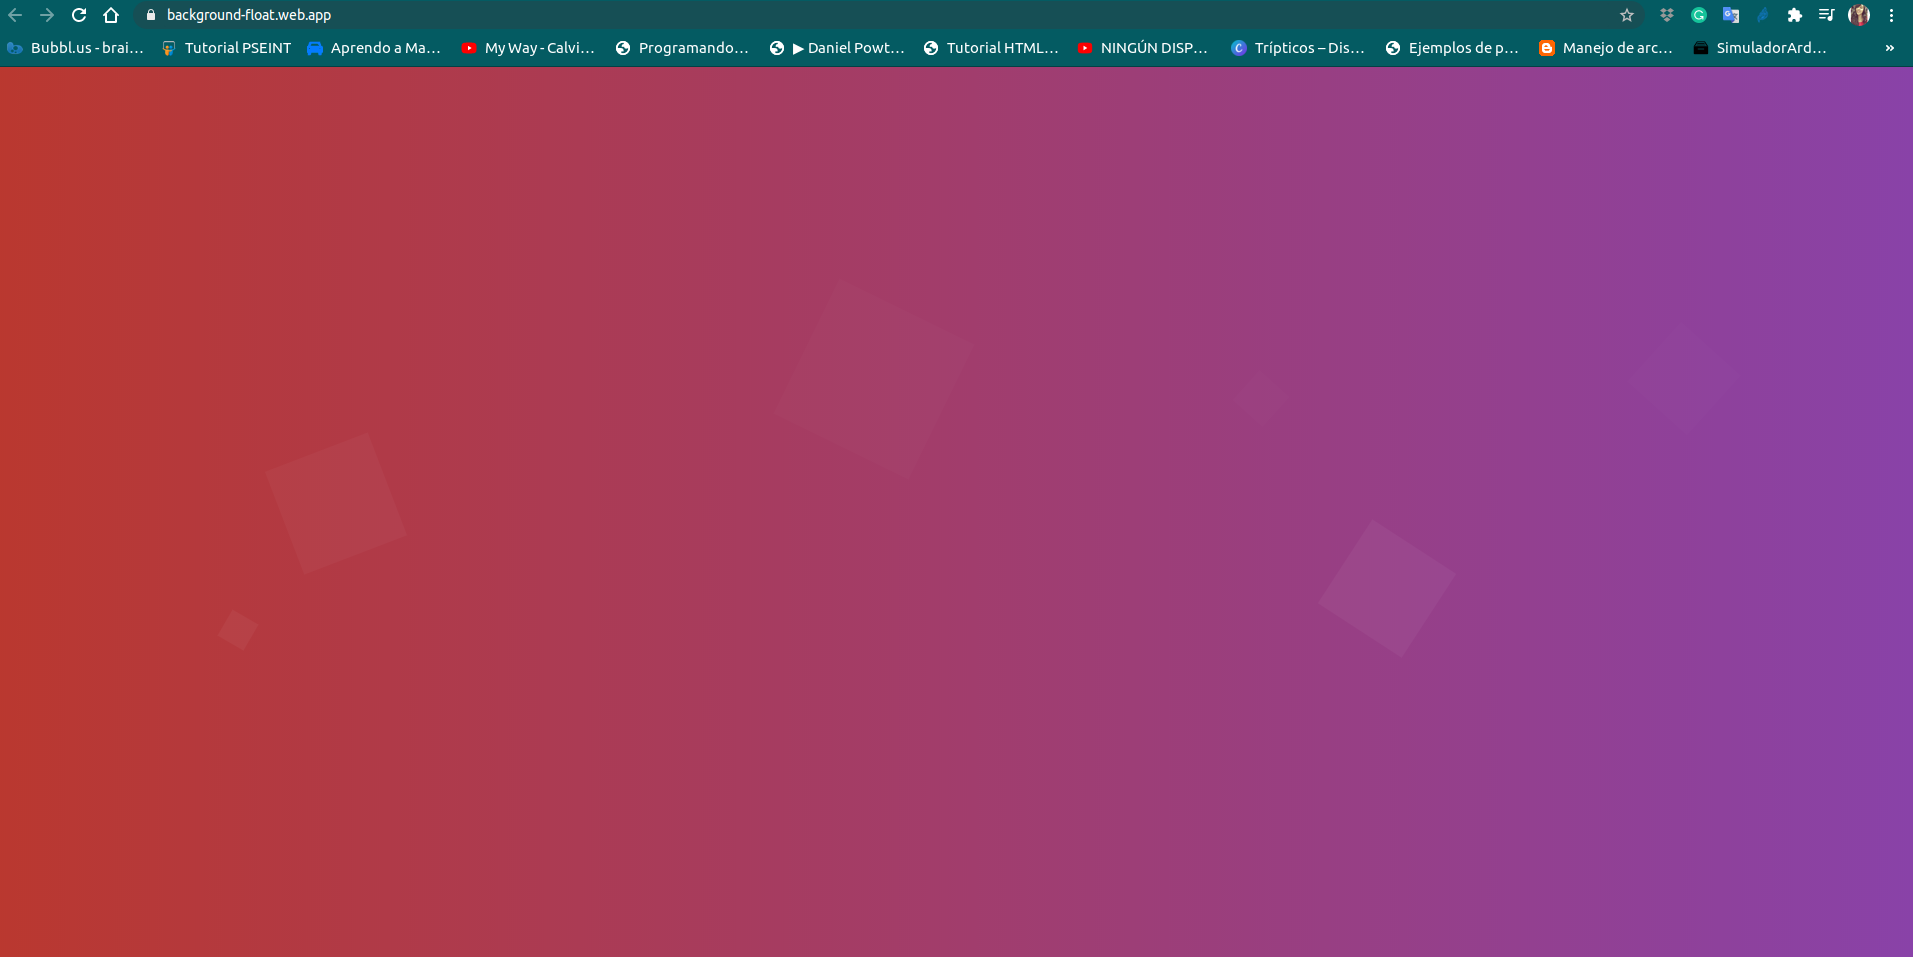 background-float.web.app
Bubbl.us - brai... Tutorial PSEINT Aprendo a Ma... My Way - Calvi... Programando... ▶ Daniel Powt... Tutorial HTML... NINGÚN DISP... Trípticos – Dis... Ejemplos de p... Manejo de arc... SimuladorArd... »